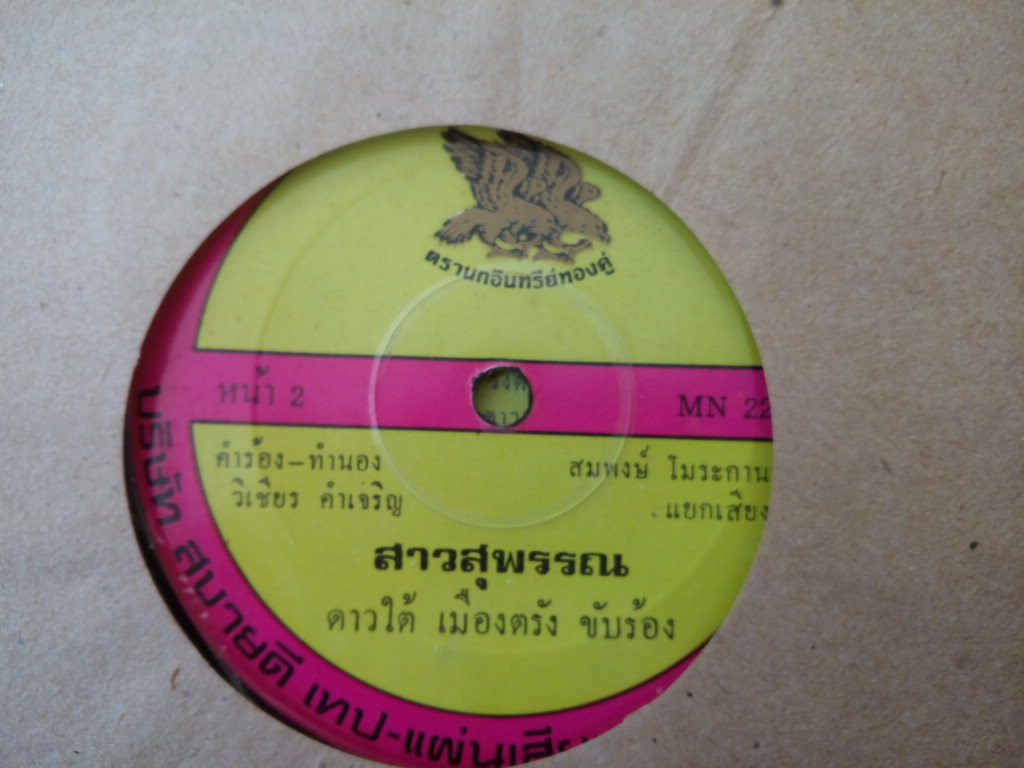 ตรานกอินทรีย์ทองคู่
หน้า 2
MN 22
คำร้อง-ทำนอง
วิเชียร คำเจริญ
สมพงษ์ โมระกาน
แยกเสียง
สาวสุพรรณ
ดาวใต้ เมืองตรัง ขับร้อง
บริษัท สบายดี เทป-แผ่นเสีย